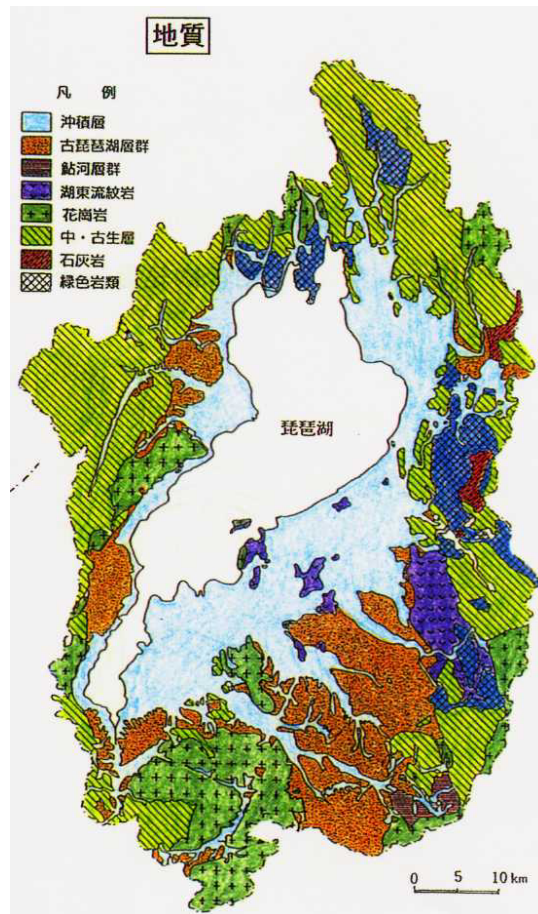 地質
凡 例
沖積層
古琵琶湖層群
鮎河層群
湖東流紋岩
花崗岩
中・古生層
石灰岩
緑色岩類
琵琶湖
0 5 10 km